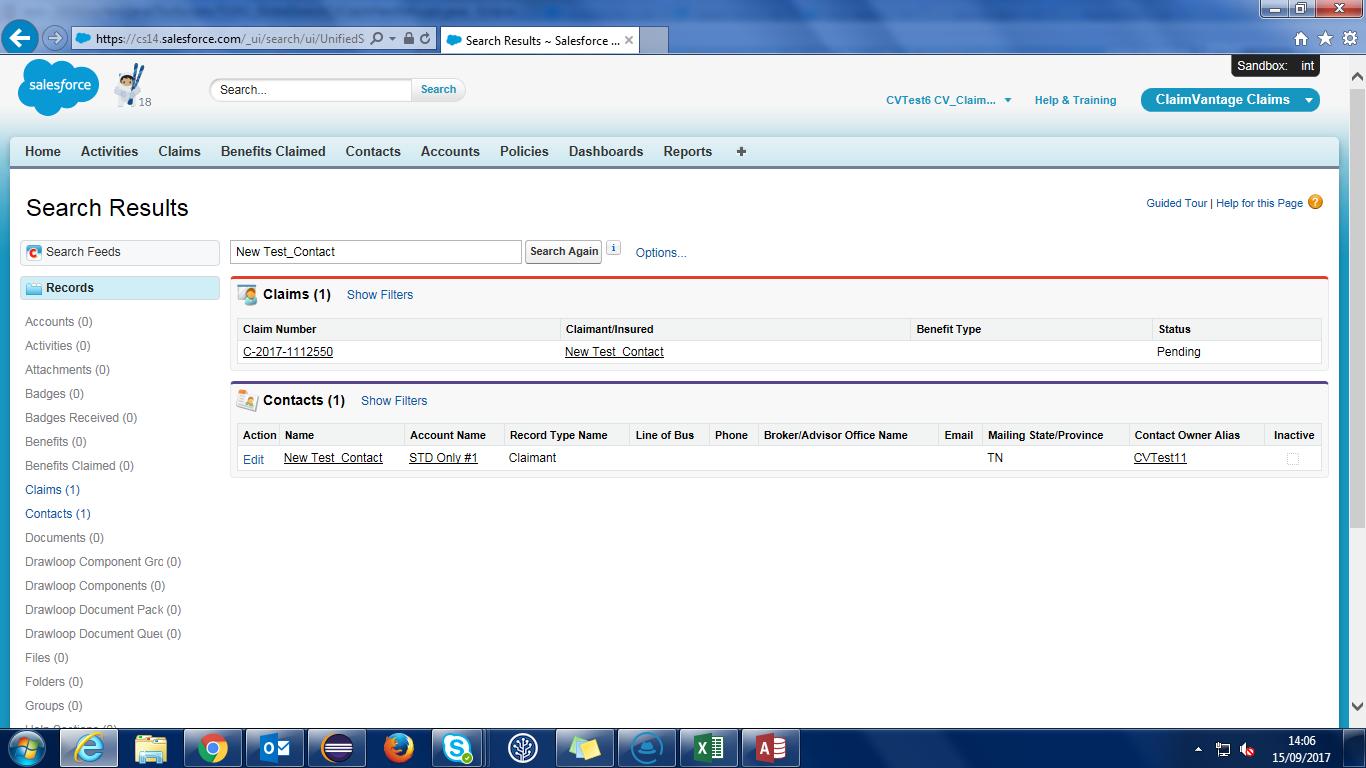 https://cs14.salesforce.com/_ui/search/ui/UnifiedS
Search Results ~ Salesforce ...
Sandbox: int
salesforce
18
Search...
Search
CVTest6 CV_Claim...
Help & Training
ClaimVantage Claims
Home Activities Claims Benefits Claimed Contacts Accounts Policies Dashboards Reports +
Search Results
Guided Tour | Help for this Page ?
Search Feeds
New Test_Contact
Search Again
i
Options...
Records
Accounts (0)
Activities (0)
Attachments (0)
Badges (0)
Badges Received (0)
Benefits (0)
Benefits Claimed (0)
Claims (1)
Contacts (1)
Documents (0)
Drawloop Component Grc (0)
Drawloop Components (0)
Drawloop Document Pack (0)
Drawloop Document Queu (0)
Files (0)
Folders (0)
Groups (0)
Claims (1) Show Filters
Claim Number Claimant/Insured Benefit Type Status
C-2017-1112550 New Test_Contact Pending
Contacts (1) Show Filters
Action Name Account Name Record Type Name Line of Bus Phone Broker/Advisor Office Name Email Mailing State/Province Contact Owner Alias Inactive
Edit New Test_Contact STD Only #1 Claimant TN CVTest11
14:06
15/09/2017